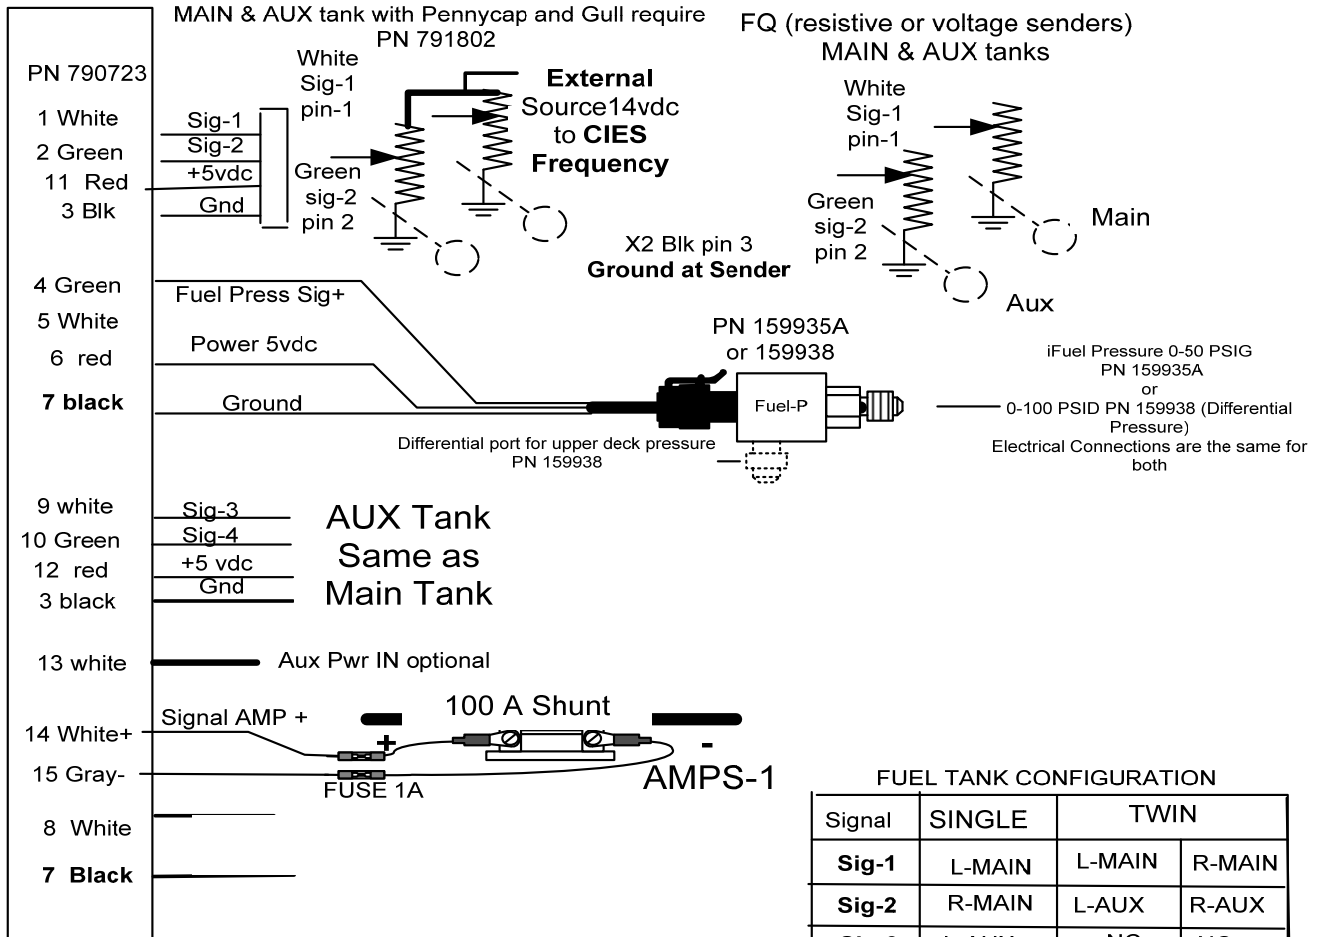 MAIN & AUX tank with Pennycap and Gull require
PN 791802
FQ (resistive or voltage senders)
MAIN & AUX tanks
PN 790723
1 White
2 Green
11 Red
3 Blk
Sig-1
Sig-2
+5vdc
Gnd
White
Sig-1
pin-1
Green
sig-2
pin 2
External
Source14vdc
to CIES
Frequency
White
Sig-1
pin-1
Green
sig-2
pin 2
Main
Aux
X2 Blk pin 3
Ground at Sender
4 Green
5 White
6 red
7 black
Fuel Press Sig+
Power 5vdc
Ground
PN 159935A
or 159938
Fuel-P
Differential port for upper deck pressure
PN 159938
iFuel Pressure 0-50 PSIG
PN 159935A
or
0-100 PSID PN 159938 (Differential
Pressure)
Electrical Connections are the same for
both
9 white
10 Green
12 red
3 black
Sig-3
Sig-4
+5 vdc
Gnd
AUX Tank
Same as
Main Tank
13 white
Aux Pwr IN optional
14 White+
15 Gray-
Signal AMP +
100 A Shunt
+
-
FUSE 1A
AMPS-1
8 White
7 Black
FUEL TANK CONFIGURATION
Signal SINGLE TWIN
Sig-1 L-MAIN L-MAIN R-MAIN
Sig-2 R-MAIN L-AUX R-AUX